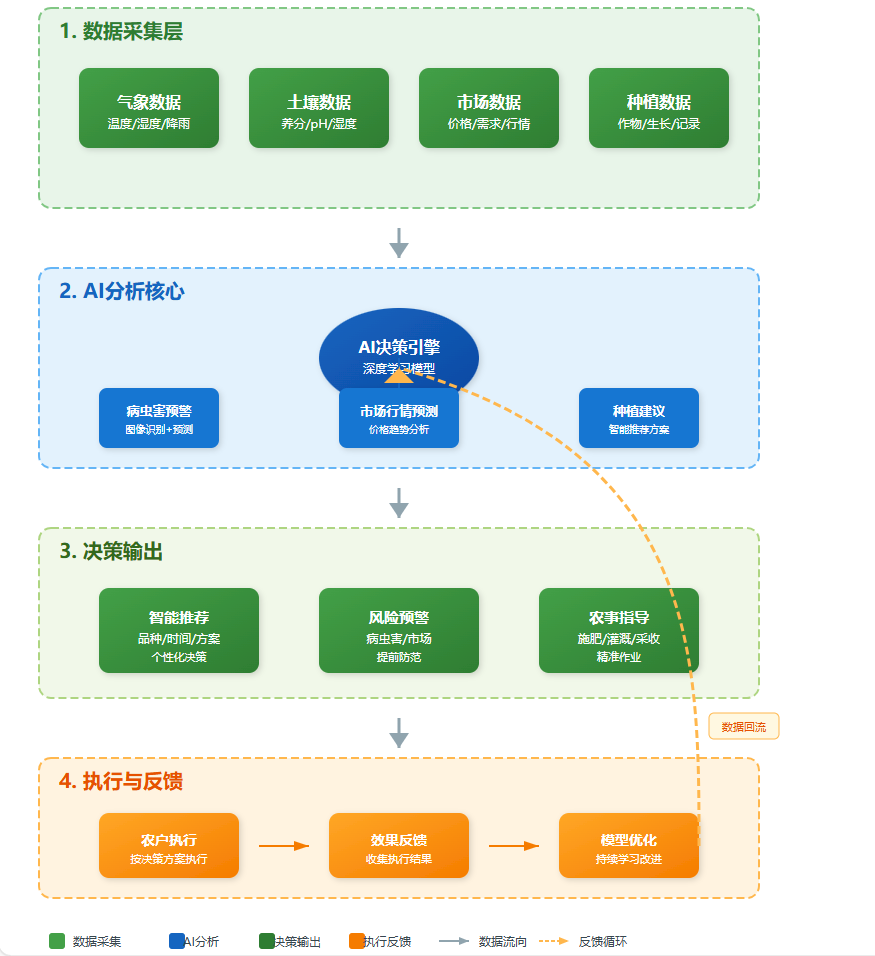 1. 数据采集层
气象数据
温度/湿度/降雨
土壤数据
养分/pH/湿度
市场数据
价格/需求/行情
种植数据
作物/生长/记录
2. AI分析核心
AI决策引擎
深度学习模型
病虫害预警
图像识别+预测
市场行情预测
价格趋势分析
种植建议
智能推荐方案
3. 决策输出
智能推荐
品种/时间/方案
个性化决策
风险预警
病虫害/市场
提前防范
农事指导
施肥/灌溉/采收
精准作业
数据回流
4. 执行与反馈
农户执行
按决策方案执行
效果反馈
收集执行结果
模型优化
持续学习改进
数据采集
AI分析
决策输出
执行反馈
数据流向
反馈循环